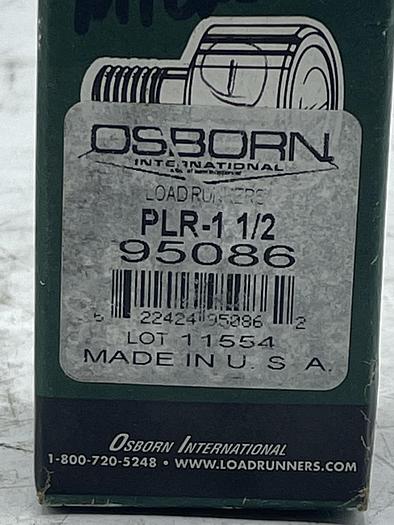 OSBORN
INTERNATIONAL
LOAD RUNNERS
PLR-1 1/2
95086
6 22424 95086 2
LOT 11554
MADE IN U. S A.
OSBORN INTERNATIONAL
1-800-720-5248 • WWW.LOADRUNNERS.COM